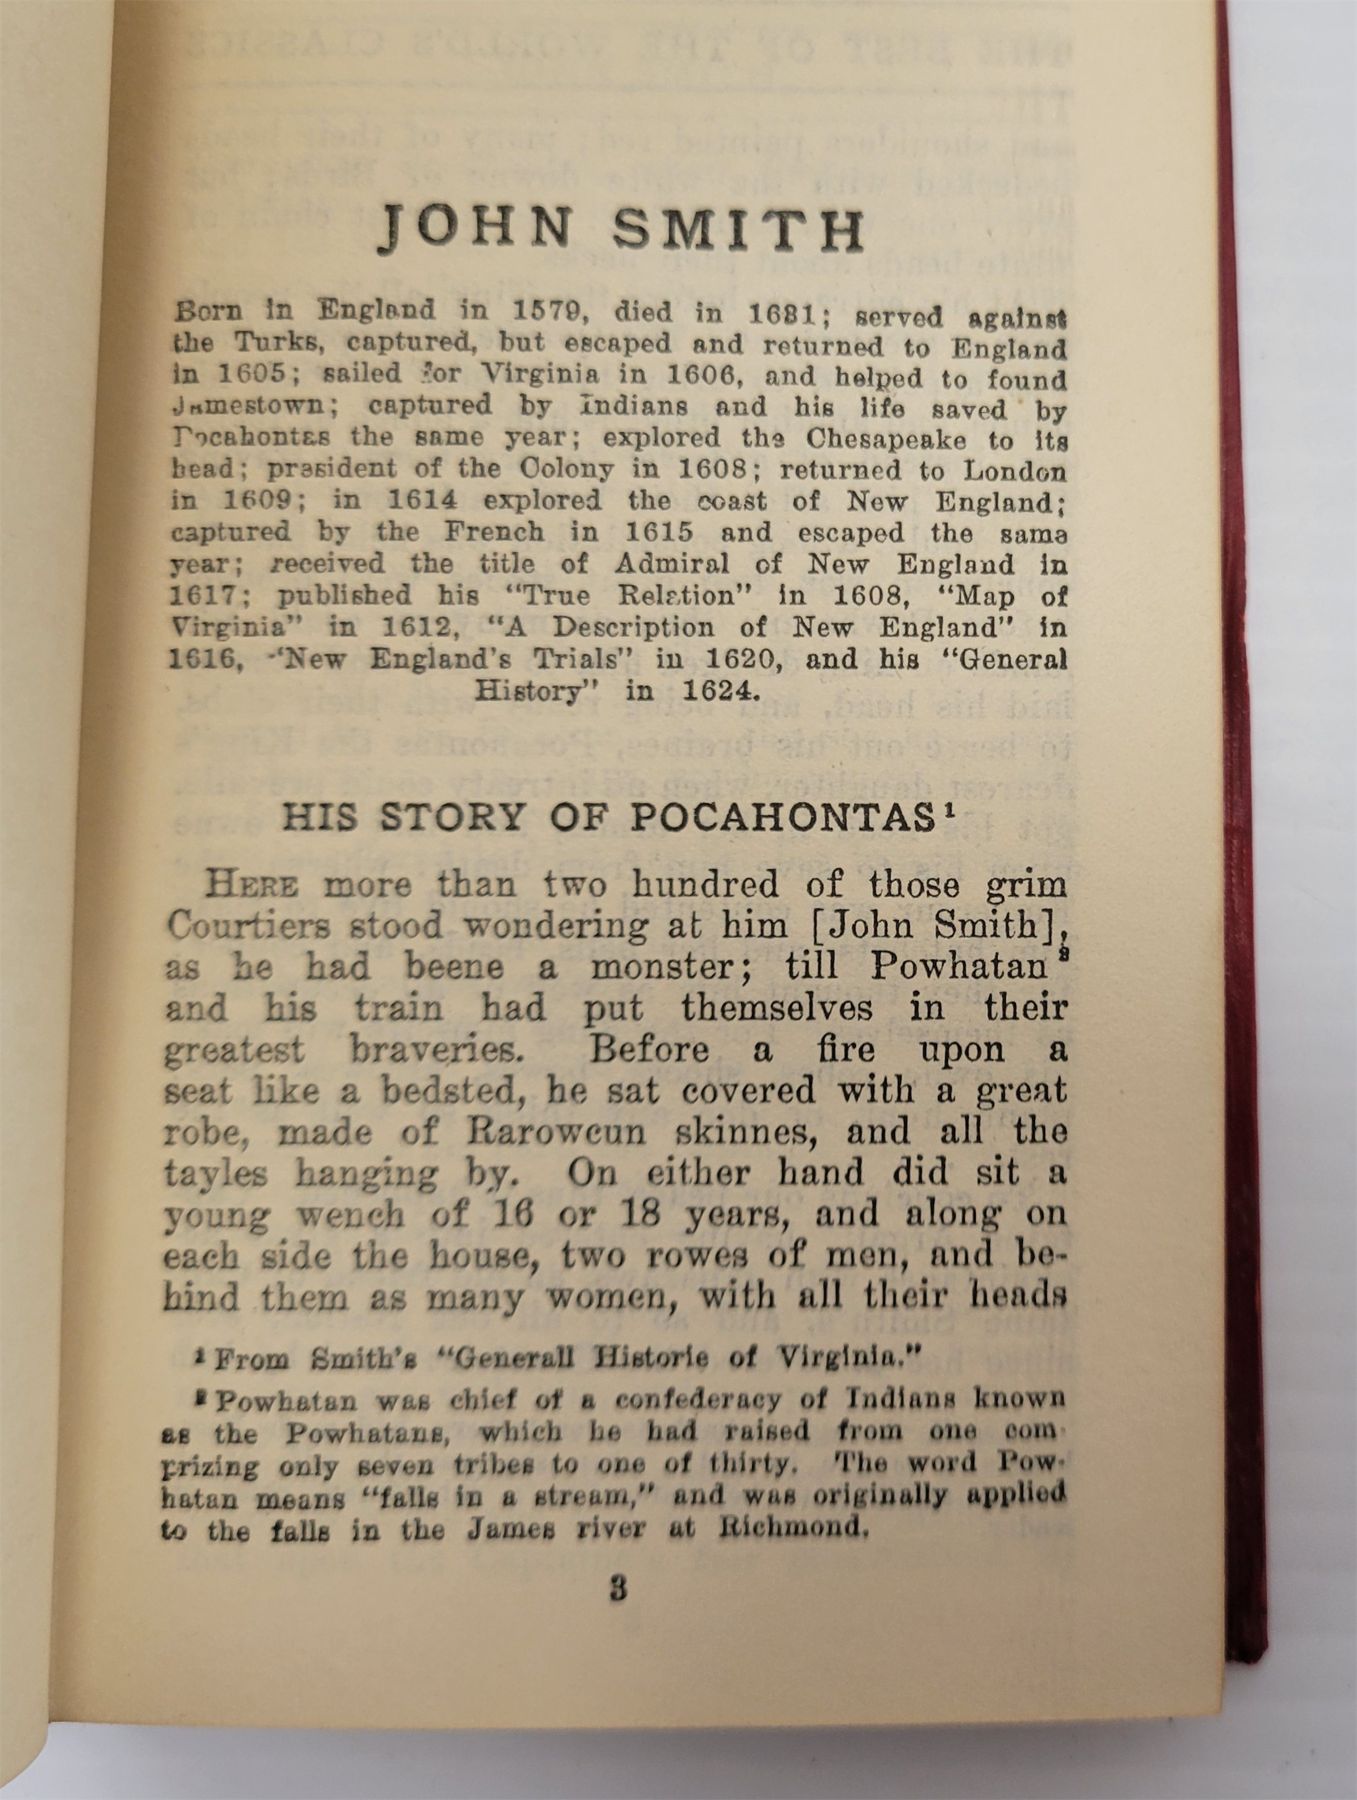 JOHN SMITH
Born in England in 1579, died in 1631; served against
the Turks, captured, but escaped and returned to England
in 1605; sailed for Virginia in 1606, and helped to found
Jamestown; captured by Indians and his life saved by
Pocahontas the same year; explored the Chesapeake to its
head; president of the Colony in 1608; returned to London
in 1609; in 1614 explored the coast of New England;
captured by the French in 1615 and escaped the same
year; received the title of Admiral of New England in
1617; published his "True Relation" in 1608, "Map of
Virginia" in 1612, "A Description of New England" in
1616, "New England's Trials" in 1620, and his "General
History" in 1624.
HIS STORY OF POCAHONTAS¹
HERE more than two hundred of those grim
Courtiers stood wondering at him [John Smith],
as he had beene a monster; till Powhatan²
and his train had put themselves in their
greatest braveries. Before a fire upon a
seat like a bedsted, he sat covered with a great
robe, made of Rarowcun skinnes, and all the
tayles hanging by. On either hand did sit a
young wench of 16 or 18 years, and along on
each side the house, two rowes of men, and be-
hind them as many women, with all their heads
¹ From Smith's "Generall Historie of Virginia."
² Powhatan was chief of a confederacy of Indians known
as the Powhatans, which he had raised from one com-
prizing only seven tribes to one of thirty. The word Pow-
hatan means "falls in a stream," and was originally applied
to the falls in the James river at Richmond.
3